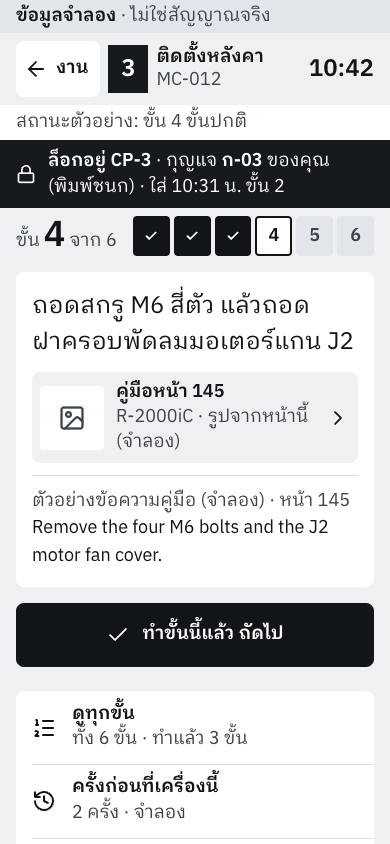 ข้อมูลจำลอง · ไม่ใช่สัญญาณจริง
งาน
3
ติดตั้งหลังคา
MC-012
10:42
สถานะตัวอย่าง: ขั้น 4 ขั้นปกติ
ล็อกอยู่ CP-3 · กุญแจ ก-03 ของคุณ
(พิมพ์ชนก) · ใส่ 10:31 น. ขั้น 2
ขั้น 4 จาก 6
4 5 6
ถอดสกรู M6 สี่ตัว แล้วถอด
ฝาครอบพัดลมมอเตอร์แกน J2
คู่มือหน้า 145
R-2000iC · รูปจากหน้านี้
(จำลอง)
ตัวอย่างข้อความคู่มือ (จำลอง) · หน้า 145
Remove the four M6 bolts and the J2
motor fan cover.
ทำขั้นนี้แล้ว ถัดไป
ดูทุกขั้น
ทั้ง 6 ขั้น · ทำแล้ว 3 ขั้น
ครั้งก่อนที่เครื่องนี้
2 ครั้ง · จำลอง